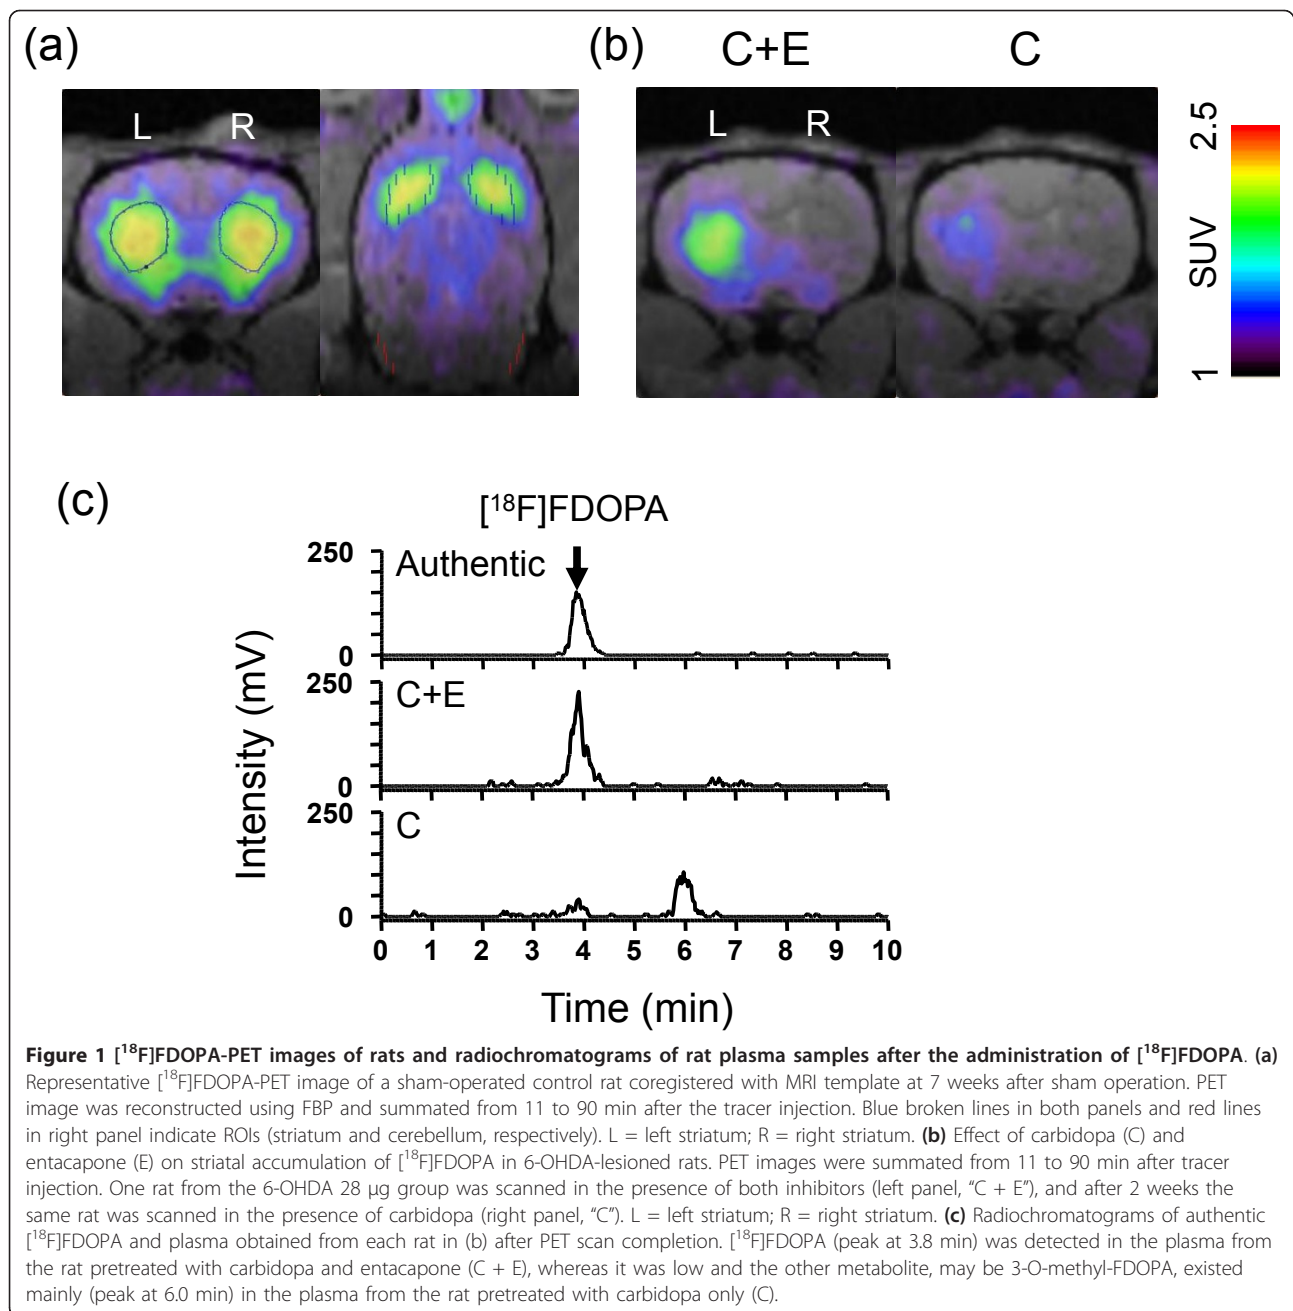 (a)
L
R
(b)
C+E
C
L
R
2.5
SUV
1
(c)
[¹⁸F]FDOPA
250
Authentic
0
250
C+E
0
250
C
0
Intensity (mV)
0 1 2 3 4 5 6 7 8 9 10
Time (min)
Figure 1 [¹⁸F]FDOPA-PET images of rats and radiochromatograms of rat plasma samples after the administration of [¹⁸F]FDOPA. (a)
Representative [¹⁸F]FDOPA-PET image of a sham-operated control rat coregistered with MRI template at 7 weeks after sham operation. PET
image was reconstructed using FBP and summated from 11 to 90 min after the tracer injection. Blue broken lines in both panels and red lines
in right panel indicate ROIs (striatum and cerebellum, respectively). L = left striatum; R = right striatum. (b) Effect of carbidopa (C) and
entacapone (E) on striatal accumulation of [¹⁸F]FDOPA in 6-OHDA-lesioned rats. PET images were summated from 11 to 90 min after tracer
injection. One rat from the 6-OHDA 28 μg group was scanned in the presence of both inhibitors (left panel, “C + E”), and after 2 weeks the
same rat was scanned in the presence of carbidopa (right panel, “C”). L = left striatum; R = right striatum. (c) Radiochromatograms of authentic
[¹⁸F]FDOPA and plasma obtained from each rat in (b) after PET scan completion. [¹⁸F]FDOPA (peak at 3.8 min) was detected in the plasma from
the rat pretreated with carbidopa and entacapone (C + E), whereas it was low and the other metabolite, may be 3-O-methyl-FDOPA, existed
mainly (peak at 6.0 min) in the plasma from the rat pretreated with carbidopa only (C).